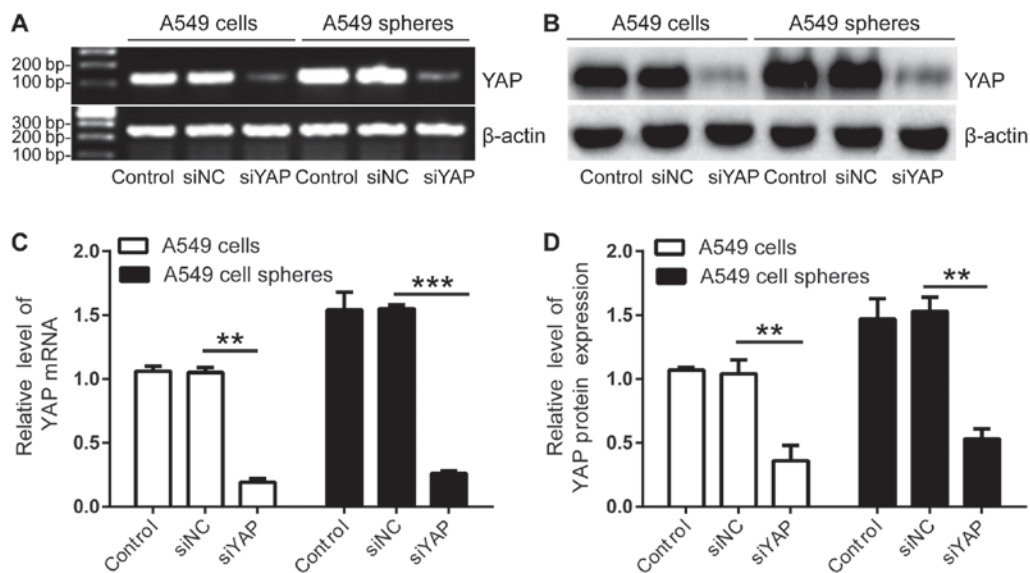 A
A549 cells
A549 spheres
200 bp-
100 bp-
YAP
300 bp-
200 bp-
100 bp-
β-actin
Control siNC siYAP Control siNC siYAP
B
A549 cells
A549 spheres
YAP
β-actin
Control siNC siYAP Control siNC siYAP
C
A549 cells
A549 cell spheres
Relative level of
YAP mRNA
2.0
1.5
1.0
0.5
0.0
**
***
Control
siNC
siYAP
Control
siNC
siYAP
D
A549 cells
A549 cell spheres
Relative level of
YAP protein expression
2.0
1.5
1.0
0.5
0.0
**
**
Control
siNC
siYAP
Control
siNC
siYAP